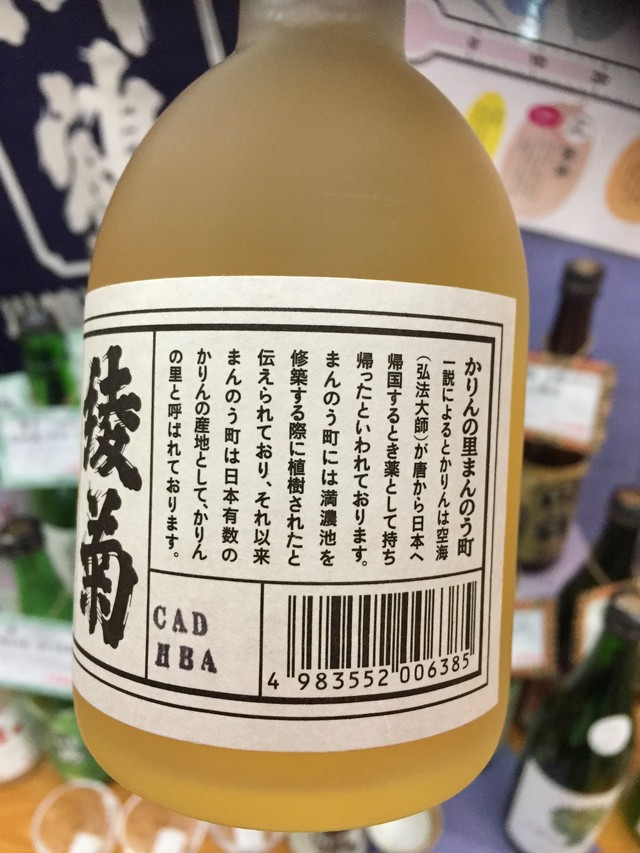 かりんの里まんのう町
一説によるとかりんは空海
（弘法大師）が唐から日本へ
帰国するとき薬として持ち
帰ったといわれております。
まんのう町には満濃池を
修築する際に植樹されたと
伝えられており、それ以来
まんのう町は日本有数の
かりんの産地として、かりん
の里と呼ばれております。
綾菊
CAD
HBA
4 983552 006385